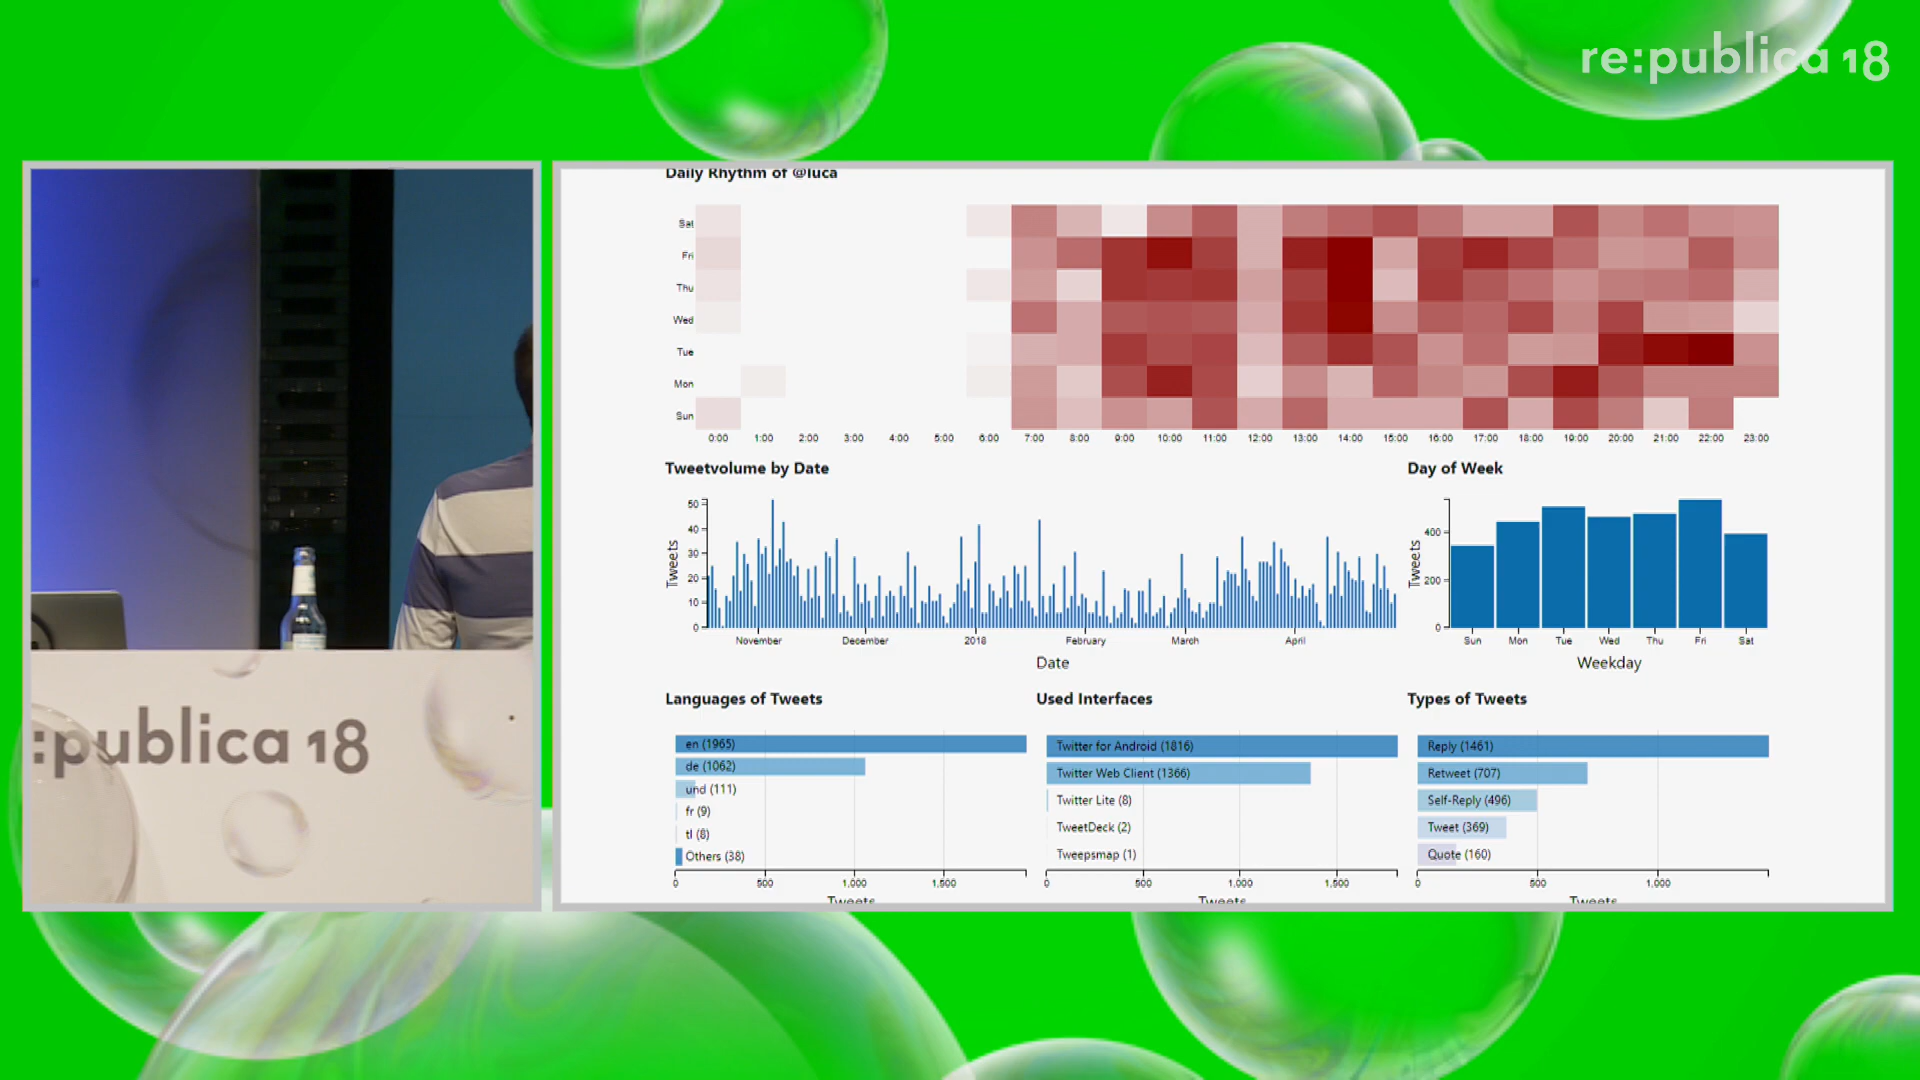 re:publica 18
:publica 18
Daily Rhythm of @luca
Sat
Fri
Thu
Wed
Tue
Mon
Sun
0:00 1:00 2:00 3:00 4:00 5:00 6:00 7:00 8:00 9:00 10:00 11:00 12:00 13:00 14:00 15:00 16:00 17:00 18:00 19:00 20:00 21:00 22:00 23:00
Tweetvolume by Date
Tweets
50
40
30
20
10
0
November December 2018 February March April
Date
Day of Week
Tweets
400
200
0
Sun Mon Tue Wed Thu Fri Sat
Weekday
Languages of Tweets
en (1965)
de (1062)
und (111)
fr (9)
tl (8)
Others (38)
0 500 1,000 1,500
Tweets
Used Interfaces
Twitter for Android (1816)
Twitter Web Client (1366)
Twitter Lite (8)
TweetDeck (2)
Tweepsmap (1)
0 500 1,000 1,500
Tweets
Types of Tweets
Reply (1461)
Retweet (707)
Self-Reply (496)
Tweet (369)
Quote (160)
0 500 1,000
Tweets